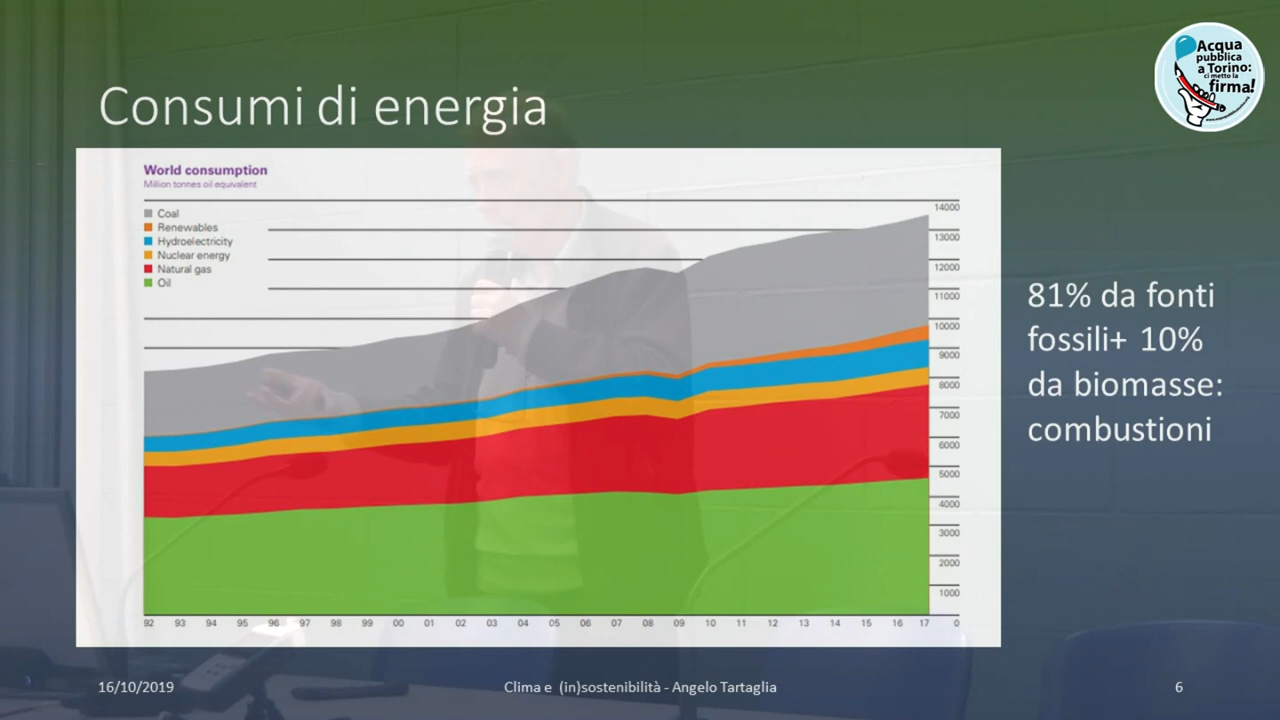 Acqua
pubblica
a Torino:
ci metto la
firma!
Consumi di energia
World consumption
Million tonnes oil equivalent
Coal
Renewables
Hydroelectricity
Nuclear energy
Natural gas
Oil
14000
13000
12000
11000
10000
9000
8000
7000
6000
5000
4000
3000
2000
1000
92 93 94 95 96 97 98 99 00 01 02 03 04 05 06 07 08 09 10 11 12 13 14 15 16 17 0
81% da fonti
fossili+ 10%
da biomasse:
combustioni
16/10/2019
Clima e (in)sostenibilità - Angelo Tartaglia
6